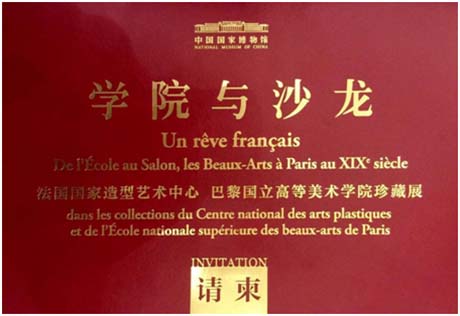 中国国家博物馆
NATIONAL MUSEUM OF CHINA
学院与沙龙
Un rêve français
De l'École au Salon, les Beaux-Arts à Paris au XIXe siècle
法国国家造型艺术中心 巴黎国立高等美术学院珍藏展
dans les collections du Centre national des arts plastiques
et de l'École nationale supérieure des beaux-arts de Paris
INVITATION
请柬